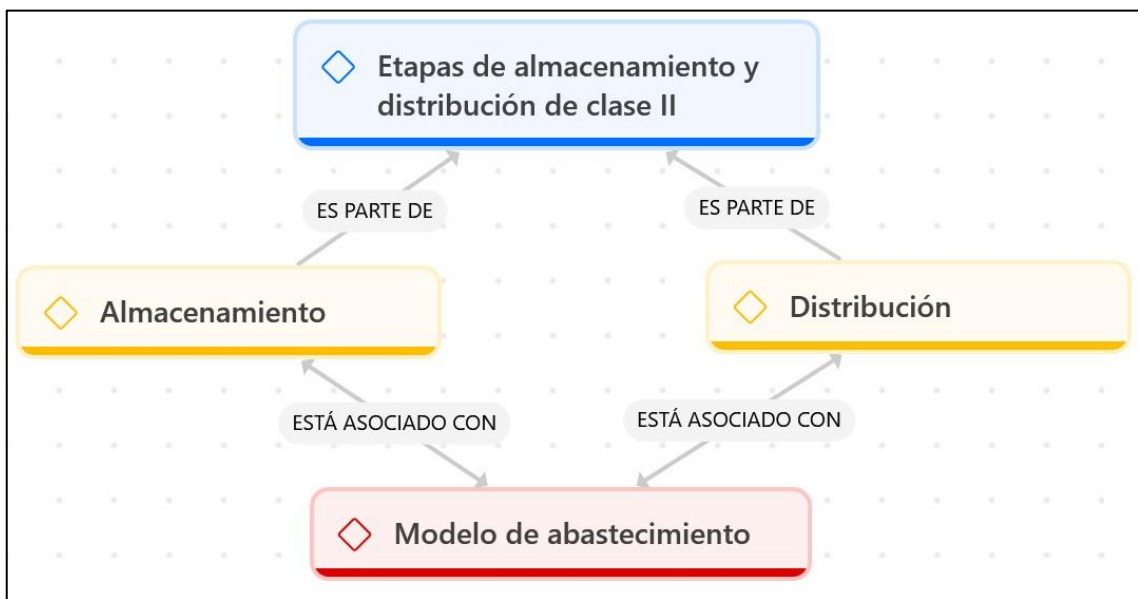 Etapas de almacenamiento y
distribución de clase II
ES PARTE DE
ES PARTE DE
Almacenamiento
Distribución
ESTÁ ASOCIADO CON
ESTÁ ASOCIADO CON
Modelo de abastecimiento